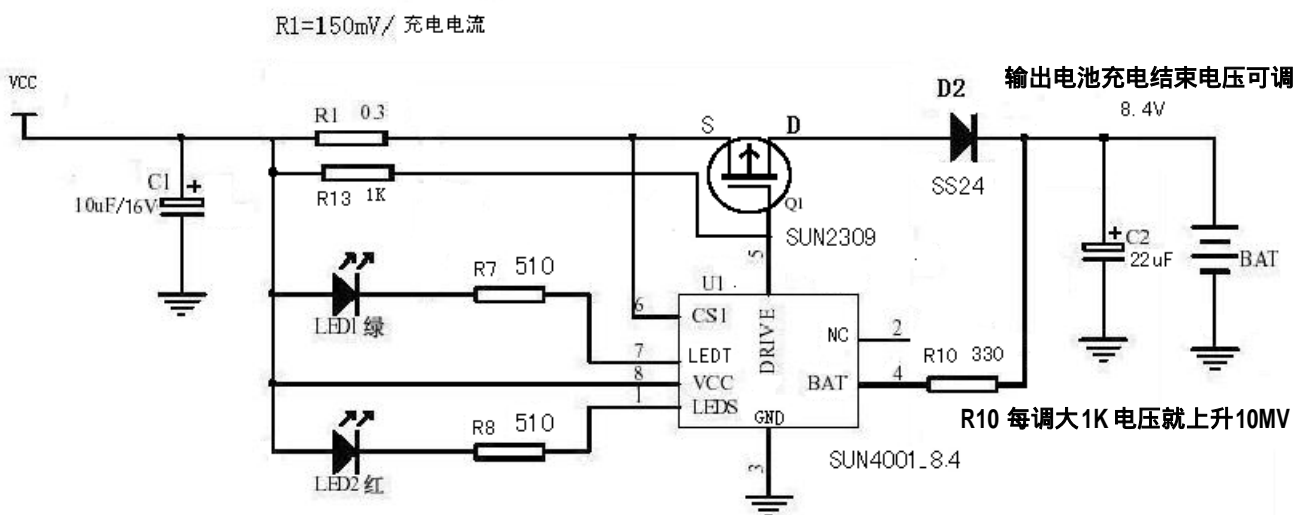 R1=150mV/ 充电电流
VCC
输出电池充电结束电压可调
D2
8.4V
R1 0.3
S
D
C1
+
10uF/16V
R13 1K
SS24
Q1
SUN2309
+
C2
22uF
BAT
R7 510
5
U1
LED1 绿
6
CS1
DRIVE
NC
2
7
LEDT
R10 330
8
VCC
BAT
4
1
LEDS
R8 510
GND
R10 每调大1K 电压就上升10MV
3
SUN4001_8.4
LED2 红